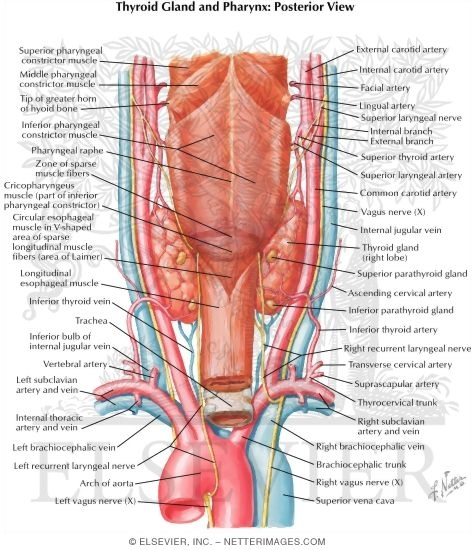 Thyroid Gland and Pharynx: Posterior View
Superior pharyngeal
constrictor muscle
Middle pharyngeal
constrictor muscle
Tip of greater horn
of hyoid bone
Inferior pharyngeal
constrictor muscle
Pharyngeal raphe
Zone of sparse
muscle fibers
Cricopharyngeus
muscle (part of inferior
pharyngeal constrictor)
Circular esophageal
muscle in V-shaped
area of sparse
longitudinal muscle
fibers (area of Laimer)
Longitudinal
esophageal muscle
Inferior thyroid vein
Trachea
Inferior bulb of
internal jugular vein
Vertebral artery
Left subclavian
artery and vein
Internal thoracic
artery and vein
Left brachiocephalic vein
Left recurrent laryngeal nerve
Arch of aorta
Left vagus nerve (X)
External carotid artery
Internal carotid artery
Facial artery
Lingual artery
Superior laryngeal nerve
Internal branch
External branch
Superior thyroid artery
Superior laryngeal artery
Common carotid artery
Vagus nerve (X)
Internal jugular vein
Thyroid gland
(right lobe)
Superior parathyroid gland
Ascending cervical artery
Inferior parathyroid gland
Inferior thyroid artery
Right recurrent laryngeal nerve
Transverse cervical artery
Suprascapular artery
Thyrocervical trunk
Right subclavian
artery and vein
Right brachiocephalic vein
Brachiocephalic trunk
Right vagus nerve (X)
Superior vena cava
F. Netter
ELSEVIER
© ELSEVIER, INC. – NETTERIMAGES.COM